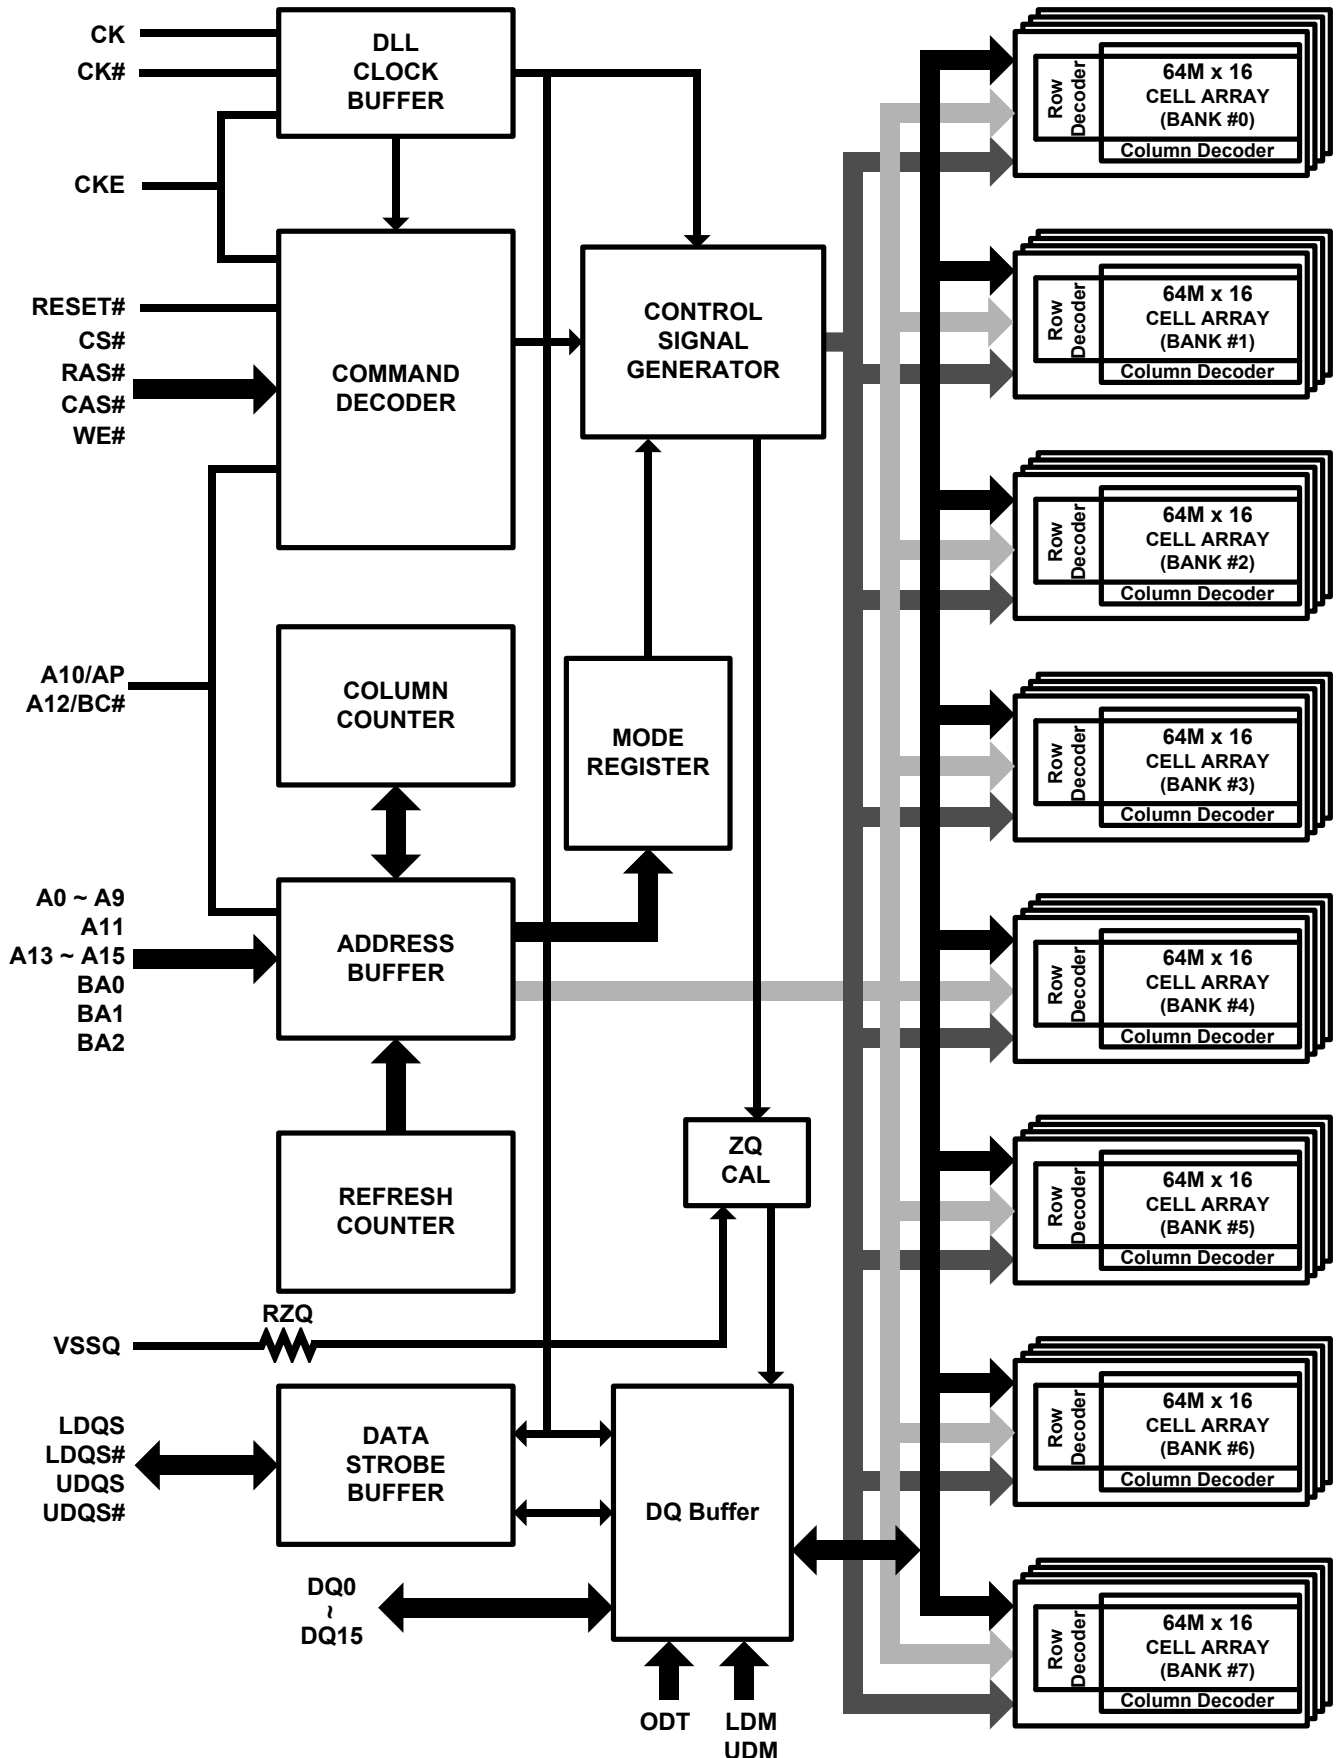 CK
CK#
CKE
RESET#
CS#
RAS#
CAS#
WE#
A10/AP
A12/BC#
A0 ~ A9
A11
A13 ~ A15
BA0
BA1
BA2
VSSQ
RZQ
LDQS
LDQS#
UDQS
UDQS#
DQ0
~
DQ15
DLL
CLOCK
BUFFER
COMMAND
DECODER
COLUMN
COUNTER
ADDRESS
BUFFER
REFRESH
COUNTER
DATA
STROBE
BUFFER
CONTROL
SIGNAL
GENERATOR
MODE
REGISTER
ZQ
CAL
DQ Buffer
ODT
LDM
UDM
Row
Decoder
64M x 16
CELL ARRAY
(BANK #0)
Column Decoder
Row
Decoder
64M x 16
CELL ARRAY
(BANK #1)
Column Decoder
Row
Decoder
64M x 16
CELL ARRAY
(BANK #2)
Column Decoder
Row
Decoder
64M x 16
CELL ARRAY
(BANK #3)
Column Decoder
Row
Decoder
64M x 16
CELL ARRAY
(BANK #4)
Column Decoder
Row
Decoder
64M x 16
CELL ARRAY
(BANK #5)
Column Decoder
Row
Decoder
64M x 16
CELL ARRAY
(BANK #6)
Column Decoder
Row
Decoder
64M x 16
CELL ARRAY
(BANK #7)
Column Decoder